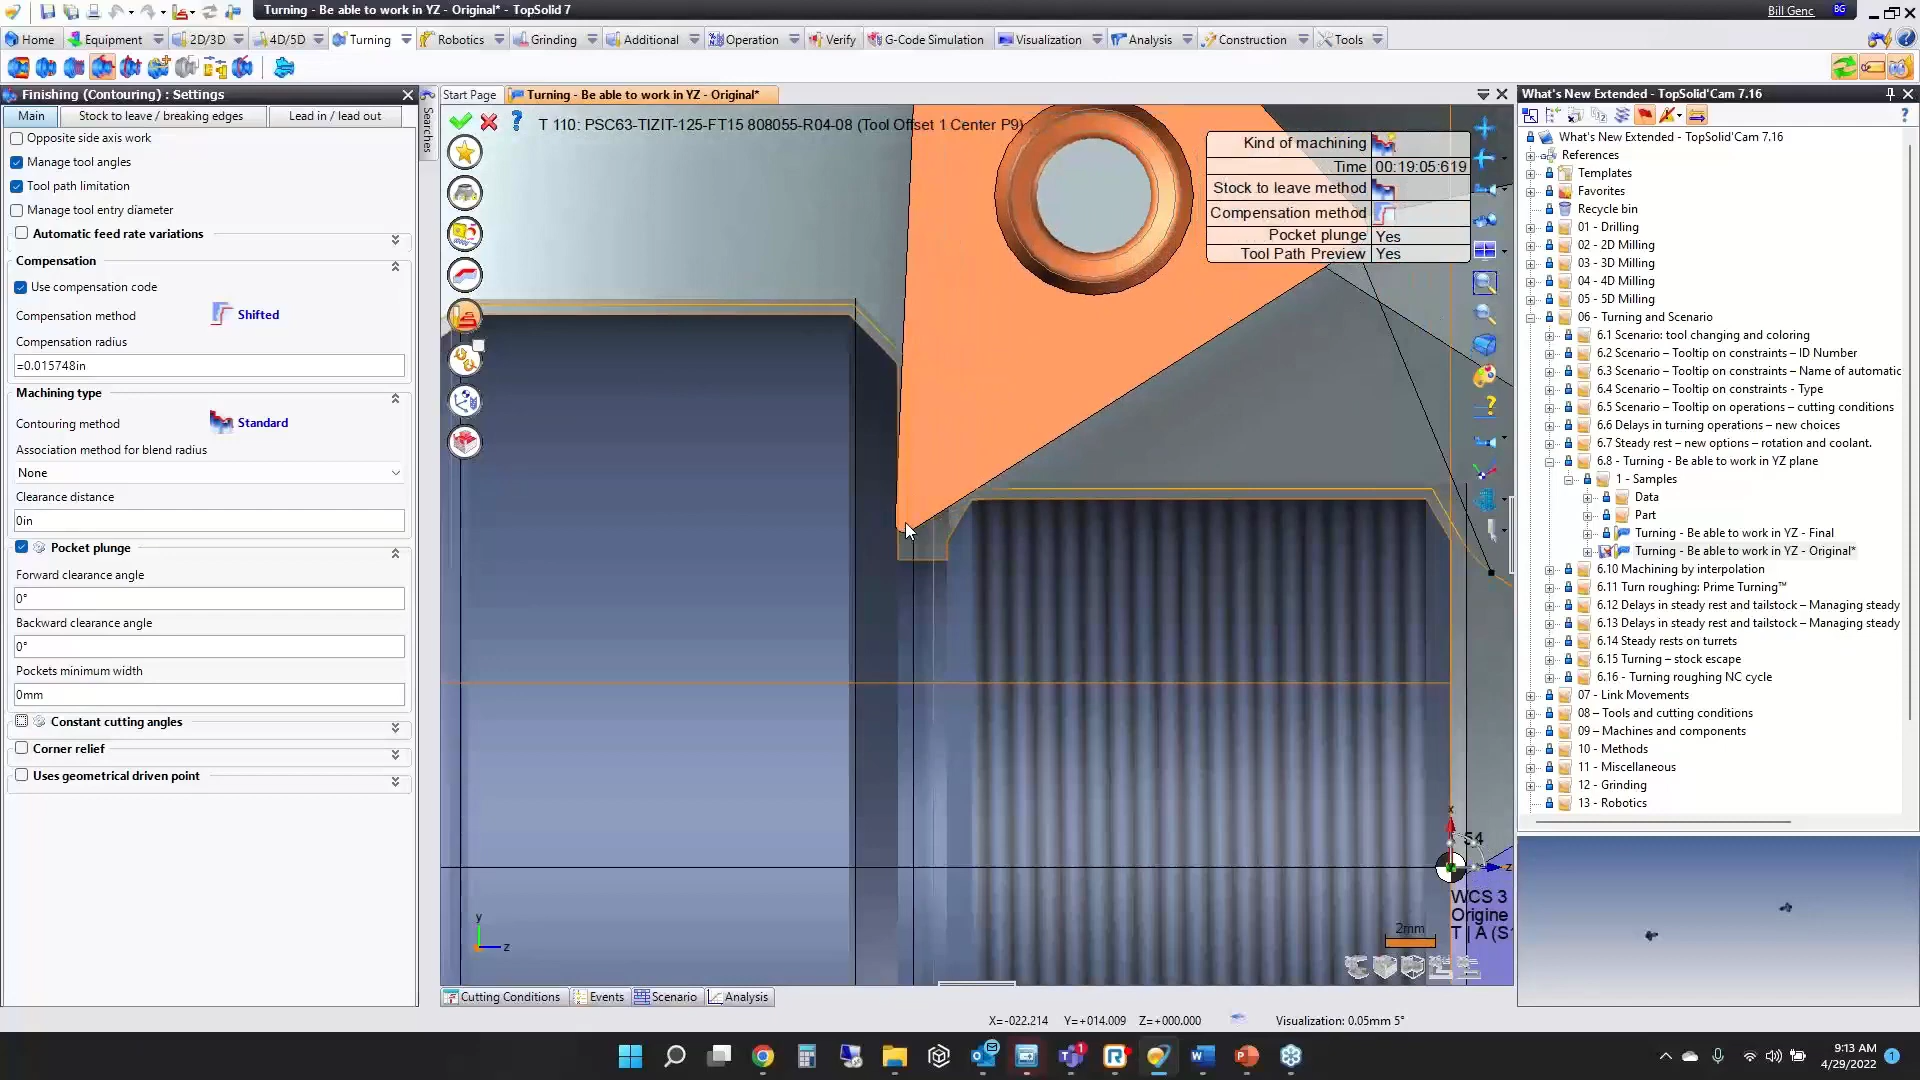 Turning - Be able to work in YZ - Original* - TopSolid 7
Bill Genc
BG
Home
Equipment
2D/3D
4D/5D
Turning
Robotics
Grinding
Additional
Operation
Verify
G-Code Simulation
Visualization
Analysis
Construction
Tools
Finishing (Contouring) : Settings
Main
Stock to leave / breaking edges
Lead in / lead out
Opposite side axis work
Manage tool angles
Tool path limitation
Manage tool entry diameter
Automatic feed rate variations
Compensation
Use compensation code
Compensation method
Shifted
Compensation radius
=0.015748in
Machining type
Contouring method
Standard
Association method for blend radius
None
Clearance distance
0in
Pocket plunge
Forward clearance angle
0°
Backward clearance angle
0°
Pockets minimum width
0mm
Constant cutting angles
Corner relief
Uses geometrical driven point
Searches
Start Page
Turning - Be able to work in YZ - Original*
T 110: PSC63-TIZIT-125-FT15 808055-R04-08 (Tool Offset 1 Center P9)
Kind of machining
Time 00:19:05:619
Stock to leave method
Compensation method
Pocket plunge Yes
Tool Path Preview Yes
x
54
z
WCS 3
Origine
2mm
y
z
Cutting Conditions
Events
Scenario
Analysis
X=-022.214 Y=+014.009 Z=+000.000
Visualization: 0.05mm 5°
What's New Extended - TopSolid'Cam 7.16
What's New Extended - TopSolid'Cam 7.16
References
Templates
Favorites
Recycle bin
01 - Drilling
02 - 2D Milling
03 - 3D Milling
04 - 4D Milling
05 - 5D Milling
06 - Turning and Scenario
6.1 Scenario: tool changing and coloring
6.2 Scenario – Tooltip on constraints – ID Number
6.3 Scenario – Tooltip on constraints – Name of automatic
6.4 Scenario – Tooltip on constraints - Type
6.5 Scenario – Tooltip on operations – cutting conditions
6.6 Delays in turning operations – new choices
6.7 Steady rest – new options – rotation and coolant.
6.8 - Turning - Be able to work in YZ plane
1 - Samples
Data
Part
Turning - Be able to work in YZ - Final
Turning - Be able to work in YZ - Original*
6.10 Machining by interpolation
6.11 Turn roughing: Prime Turning™
6.12 Delays in steady rest and tailstock – Managing steady
6.13 Delays in steady rest and tailstock – Managing steady
6.14 Steady rests on turrets
6.15 Turning – stock escape
6.16 - Turning roughing NC cycle
07 - Link Movements
08 – Tools and cutting conditions
09 – Machines and components
10 - Methods
11 - Miscellaneous
12 - Grinding
13 - Robotics
9:13 AM
4/29/2022
1